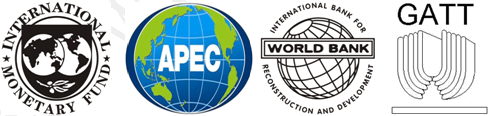 INTERNATIONAL
MONETARY FUND
APEC
INTERNATIONAL BANK FOR
WORLD BANK
RECONSTRUCTION AND DEVELOPMENT
GATT